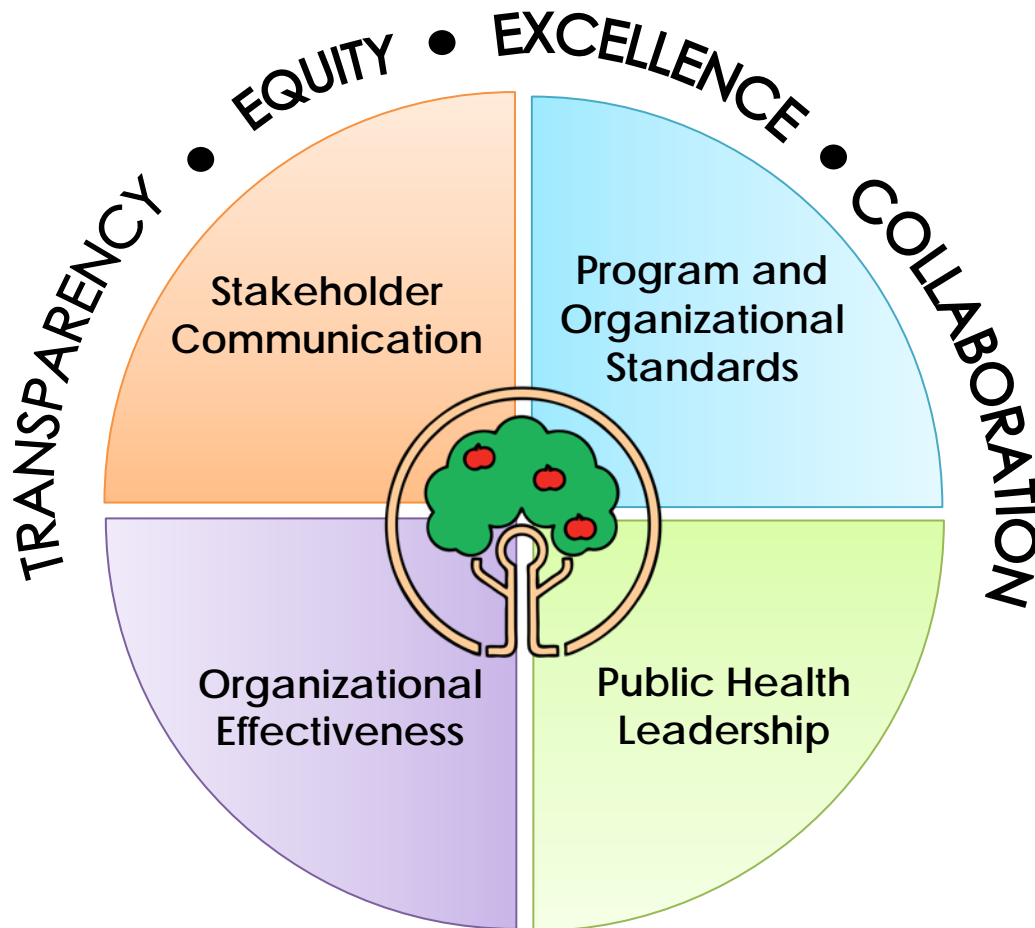 TRANSPARENCY • EQUITY • EXCELLENCE • COLLABORATION
Stakeholder
Communication
Program and
Organizational
Standards
Organizational
Effectiveness
Public Health
Leadership